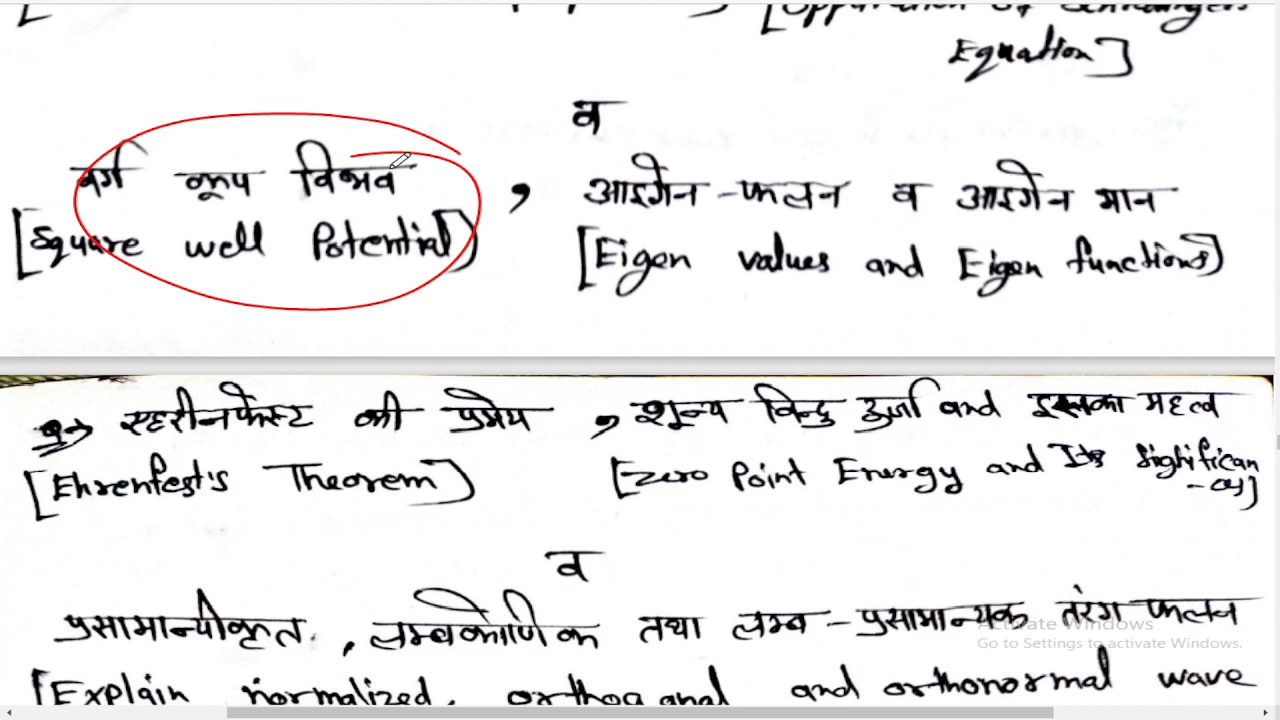 Equation]
व
वर्ग कूप विभव , आइगेन-फलन व आइगेन मान
[Square well Potential] [Eigen values and Eigen functions]
एहरीनफेस्ट की प्रमेय , शून्य विन्दु ऊर्जा and इसका महत्व
[Ehrenfest's Theorem] [Zero Point Energy and Its
व
प्रसामान्यीकृत , लम्बकोणिक तथा लम्ब-प्रसामान्यक तरंग फलन
Activate Windows
Go to Settings to activate Windows.
[Explain normalized, orthogonal and orthonormal wave